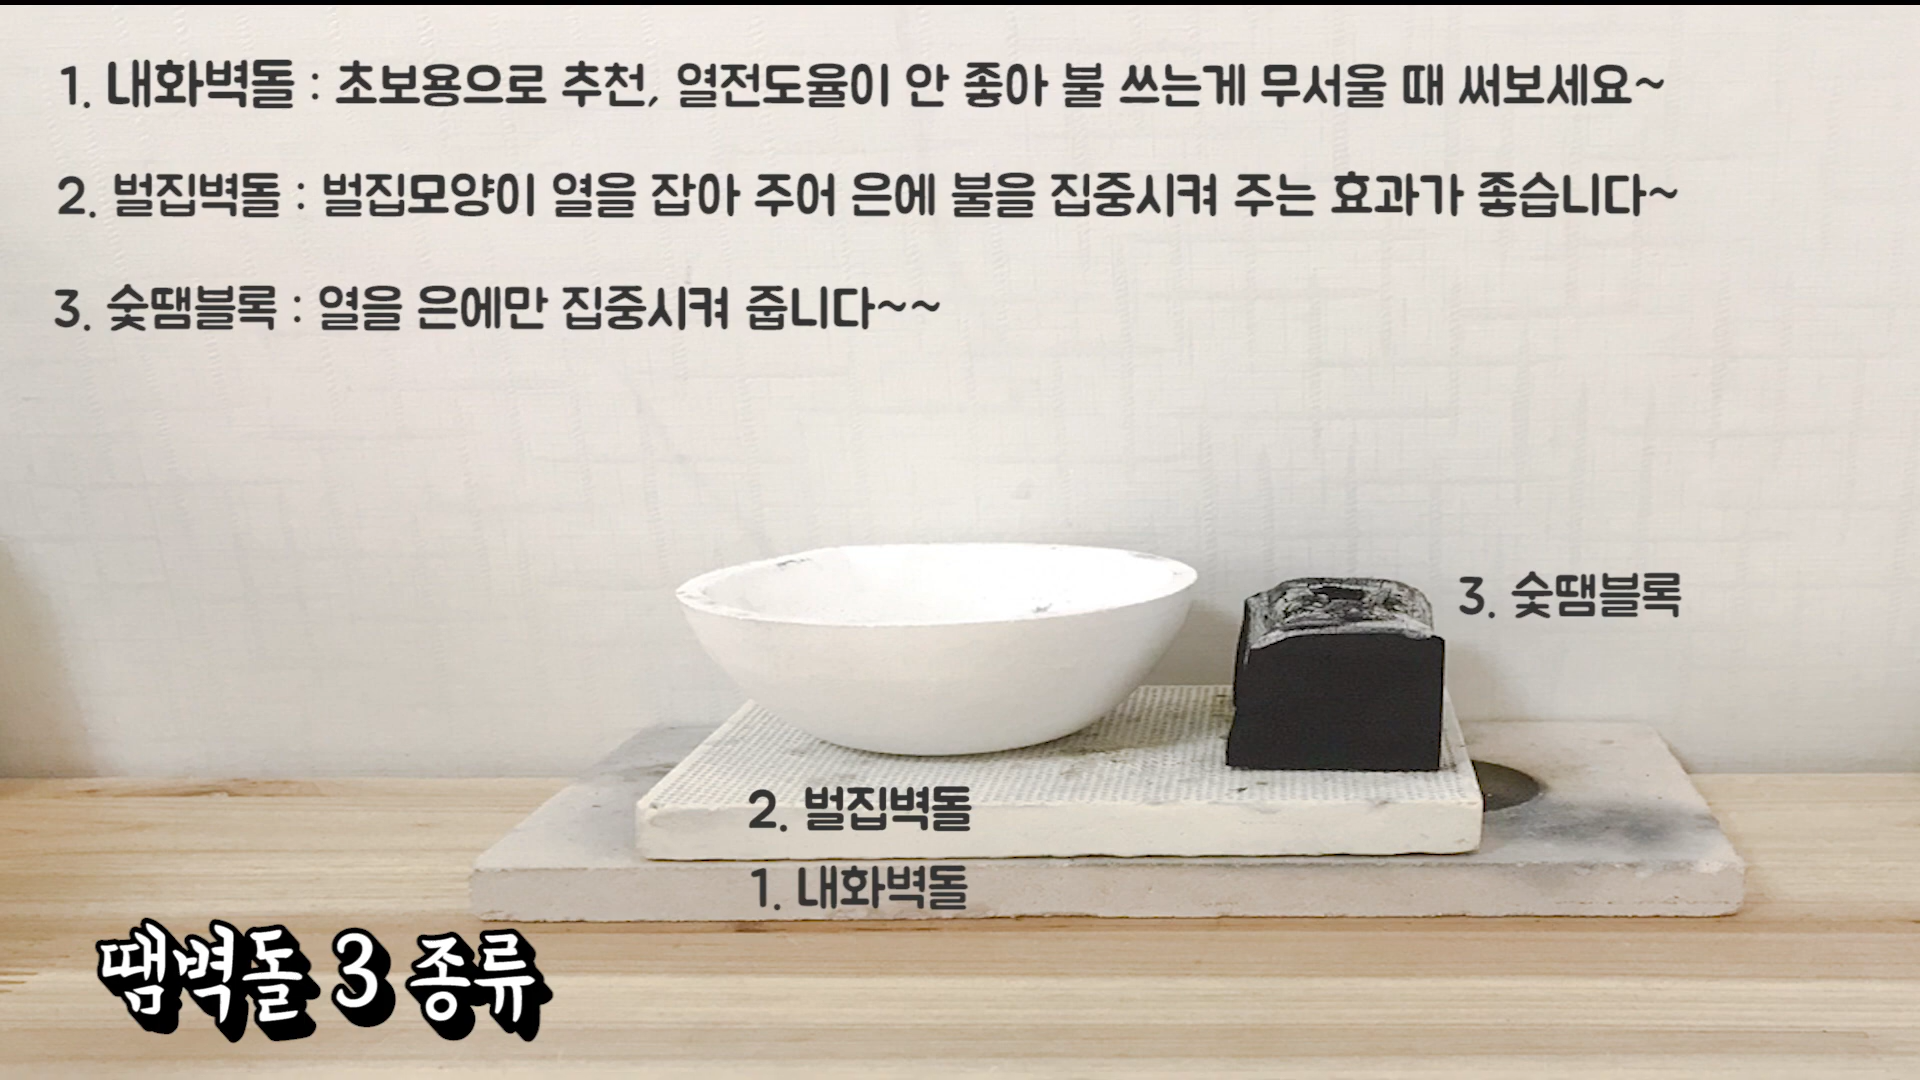 1. 내화벽돌 : 초보용으로 추천, 열전도율이 안 좋아 불 쓰는게 무서울 때 써보세요~
2. 벌집벽돌 : 벌집모양이 열을 잡아 주어 은에 불을 집중시켜 주는 효과가 좋습니다~
3. 숯땜블록 : 열을 은에만 집중시켜 줍니다~~
3. 숯땜블록
2. 벌집벽돌
1. 내화벽돌
땜벽돌 3 종류